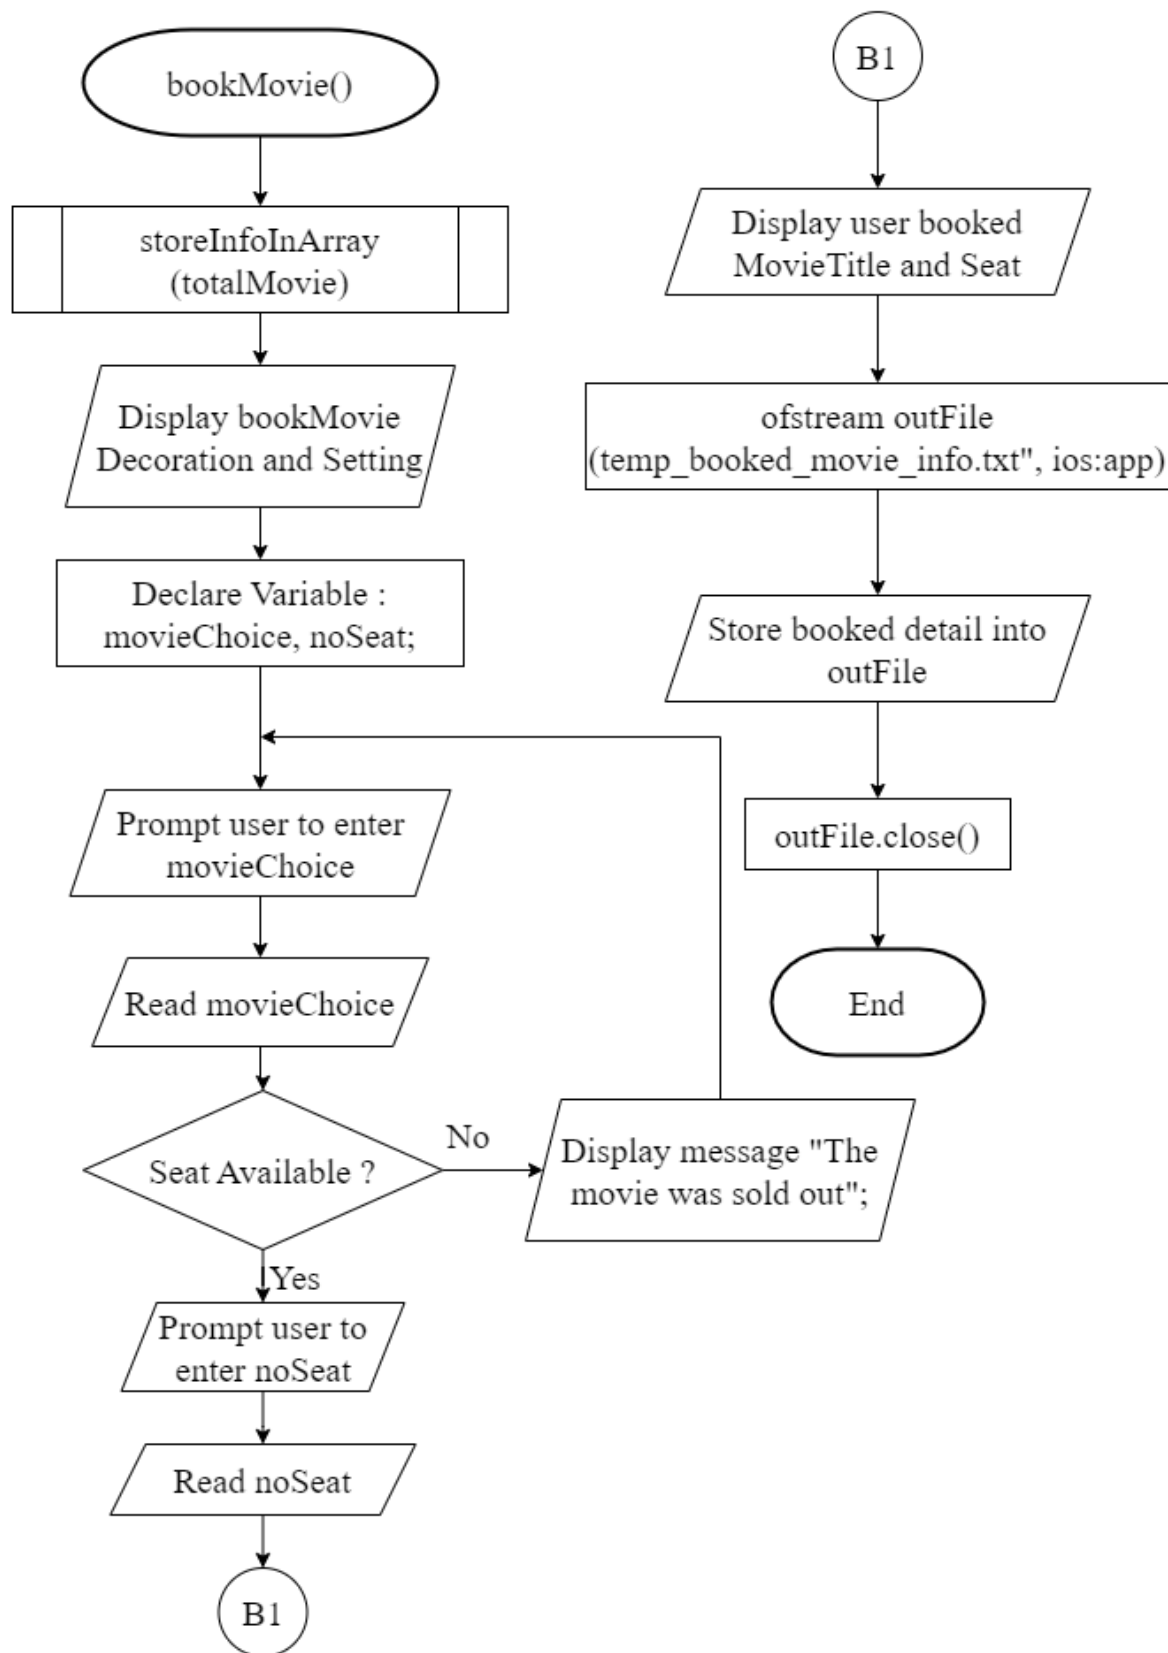 bookMovie()
storeInfoInArray
(totalMovie)
Display bookMovie
Decoration and Setting
Declare Variable :
movieChoice, noSeat;
Prompt user to enter
movieChoice
Read movieChoice
Seat Available ?
No
Display message "The
movie was sold out";
Yes
Prompt user to
enter noSeat
Read noSeat
B1
B1
Display user booked
MovieTitle and Seat
ofstream outFile
(temp_booked_movie_info.txt", ios:app)
Store booked detail into
outFile
outFile.close()
End